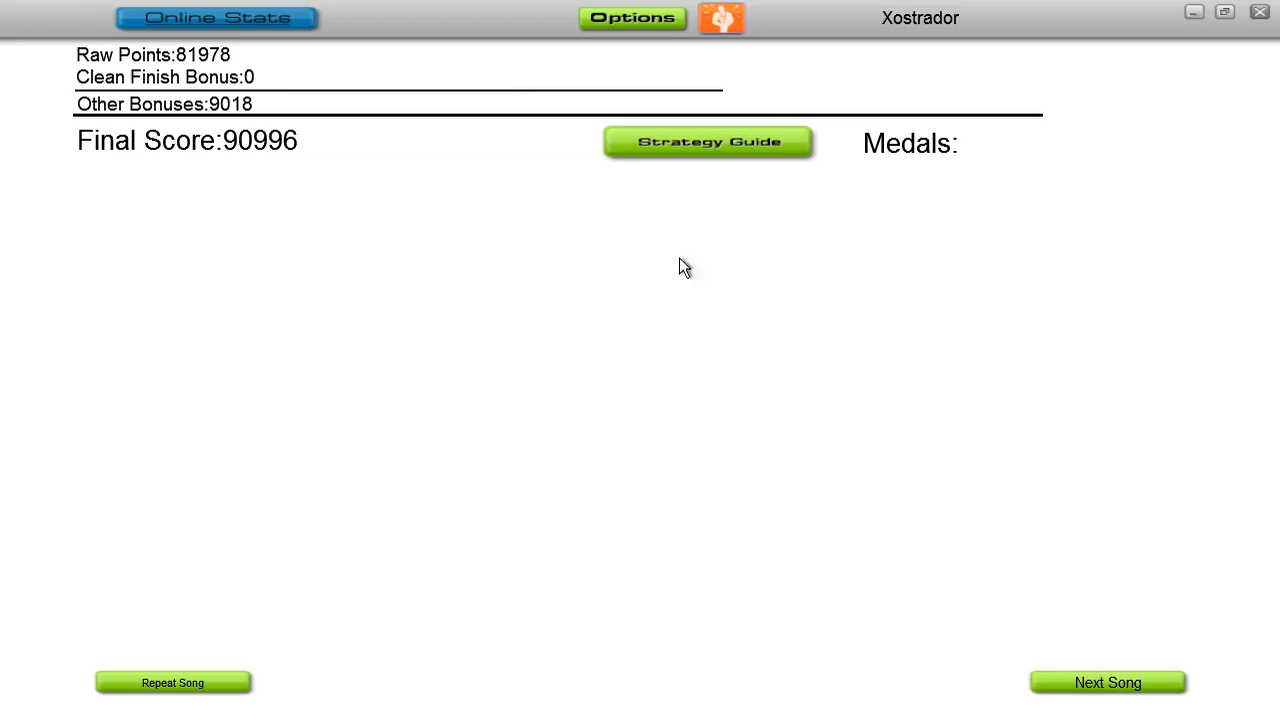 Online Stats
Options
Xostrador
Raw Points:81978
Clean Finish Bonus:0
Other Bonuses:9018
Final Score:90996
Strategy Guide
Medals:
Repeat Song
Next Song